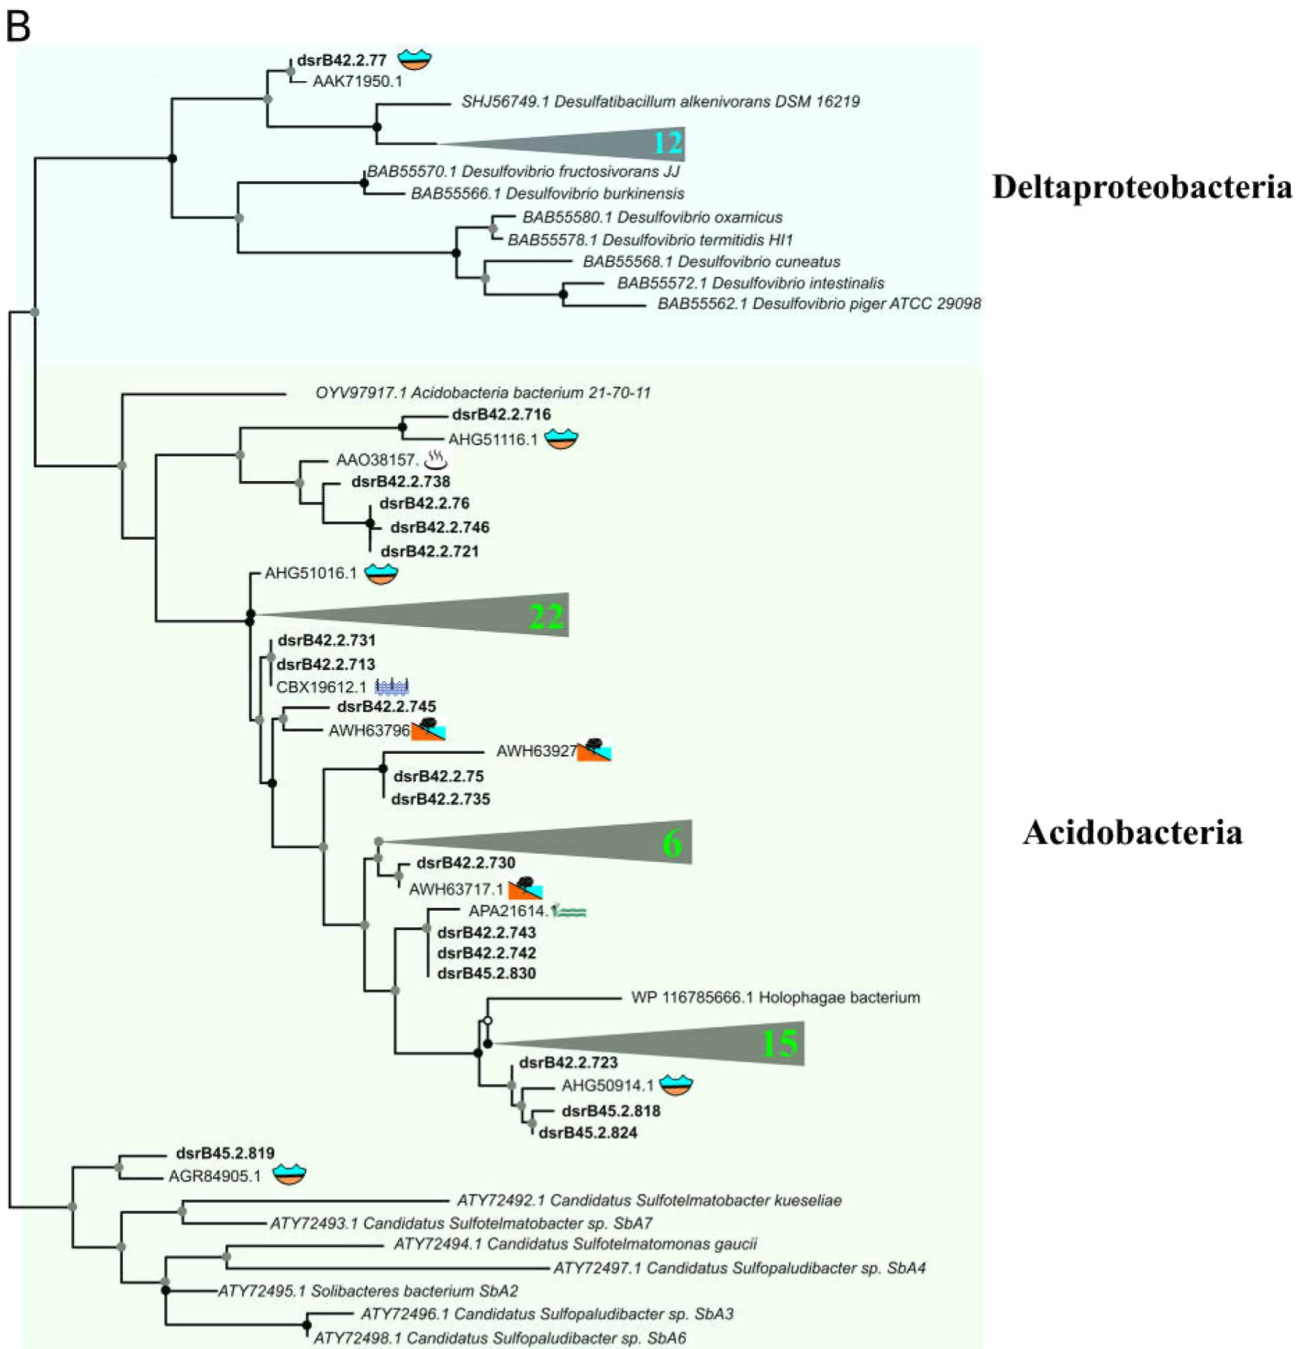 B
dsrB42.2.77
AAK71950.1
SHJ56749.1 Desulfatibacillum alkenivorans DSM 16219
12
BAB55570.1 Desulfovibrio fructosivorans JJ
Deltaproteobacteria
BAB55566.1 Desulfovibrio burkinensis
BAB55580.1 Desulfovibrio oxamicus
BAB55578.1 Desulfovibrio termitidis HI1
BAB55568.1 Desulfovibrio cuneatus
BAB55572.1 Desulfovibrio intestinalis
BAB55562.1 Desulfovibrio piger ATCC 29098
OYV97917.1 Acidobacteria bacterium 21-70-11
dsrB42.2.716
AHG51116.1
AAO38157.
dsrB42.2.738
dsrB42.2.76
dsrB42.2.746
dsrB42.2.721
AHG51016.1
22
dsrB42.2.731
dsrB42.2.713
CBX19612.1
dsrB42.2.745
AWH63796
AWH63927
dsrB42.2.75
dsrB42.2.735
Acidobacteria
6
dsrB42.2.730
AWH63717.1
APA21614.1
dsrB42.2.743
dsrB42.2.742
dsrB45.2.830
WP 116785666.1 Holophagae bacterium
15
dsrB42.2.723
AHG50914.1
dsrB45.2.818
dsrB45.2.824
dsrB45.2.819
AGR84905.1
ATY72492.1 Candidatus Sulfotelmatobacter kueseliae
ATY72493.1 Candidatus Sulfotelmatobacter sp. SbA7
ATY72494.1 Candidatus Sulfotelmatomonas gaucii
ATY72497.1 Candidatus Sulfopaludibacter sp. SbA4
ATY72495.1 Solibacteres bacterium SbA2
ATY72496.1 Candidatus Sulfopaludibacter sp. SbA3
ATY72498.1 Candidatus Sulfopaludibacter sp. SbA6